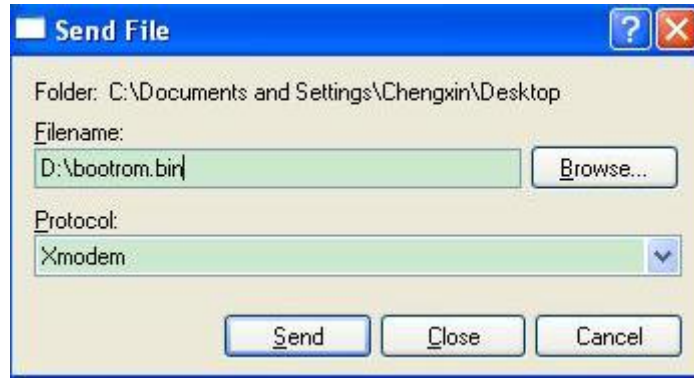 Send File
Folder: C:\Documents and Settings\Chengxin\Desktop
Filename:
D:\bootrom.bin
Browse...
Protocol:
Xmodem
Send Close Cancel